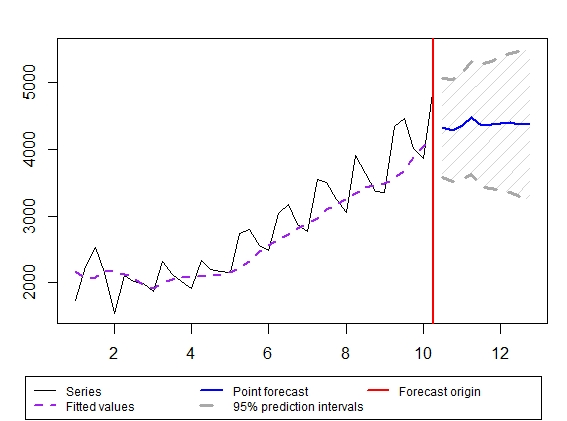 5000
4000
3000
2000
2 4 6 8 10 12
Series Point forecast Forecast origin
Fitted values 95% prediction intervals